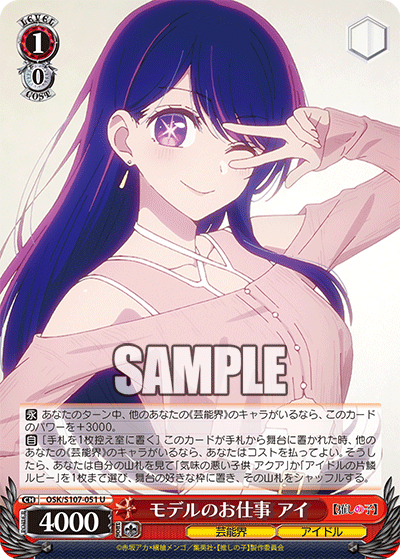 LEVEL
1
0
COST
SAMPLE
永 あなたのターン中、他のあなたの《芸能界》のキャラがいるなら、このカード
のパワーを+3000。
自 [手札を1枚控え室に置く] このカードが手札から舞台に置かれた時、他の
あなたの《芸能界》のキャラがいるなら、あなたはコストを払ってよい。そうし
たら、あなたは自分の山札を見て「気味の悪い子供 アクア」か「アイドルの片鱗
ルビー」を1枚まで選び、舞台の好きな枠に置き、その山札をシャッフルする。
CH OSK/S107-051 U
4000
モデルのお仕事 アイ
【推しの子】
芸能界 アイドル
©赤坂アカ×横槍メンゴ／集英社・【推しの子】製作委員会